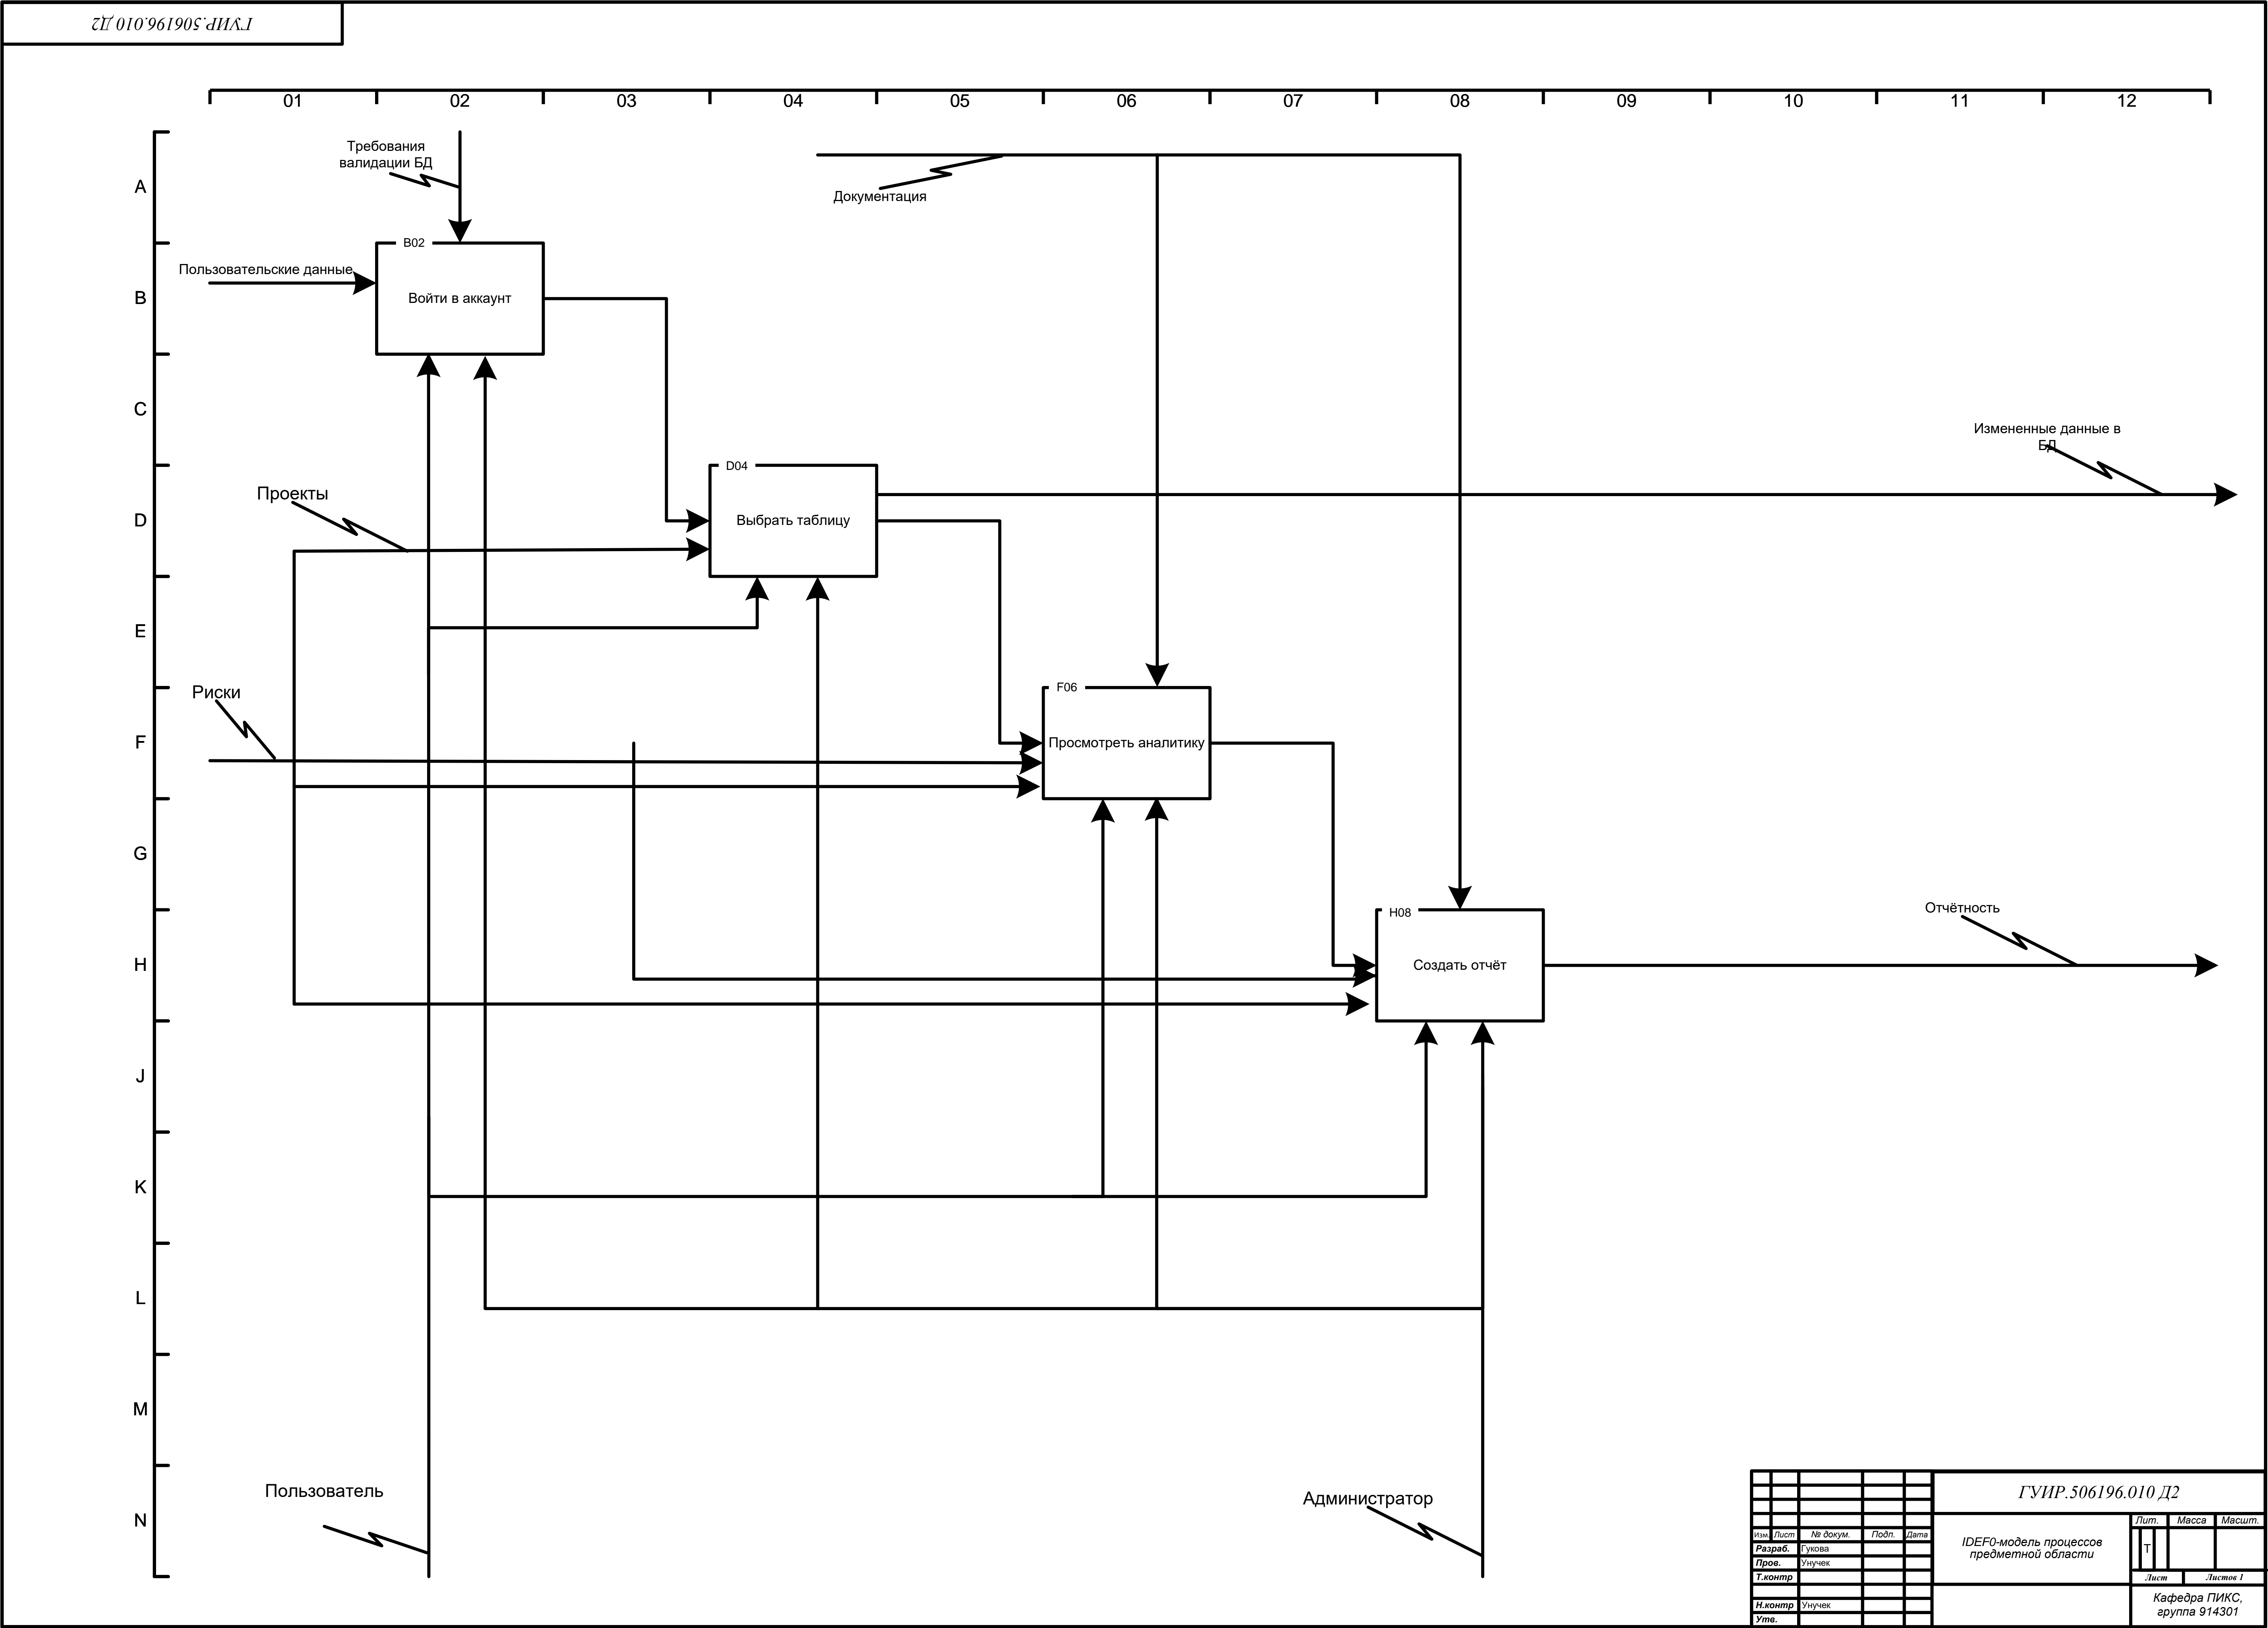 ГУИР.506196.010 Д2
01 02 03 04 05 06 07 08 09 10 11 12
Требования
валидации БД
Документация
A
B02
Пользовательские данные
Войти в аккаунт
B
C
Измененные данные в
БД
D04
Проекты
Выбрать таблицу
D
E
Риски
F06
Просмотреть аналитику
F
G
H08
Отчётность
Создать отчёт
H
J
K
L
M
Пользователь
Администратор
N
ГУИР.506196.010 Д2
Лит. Масса Масшт.
Изм. Лист № докум. Подп. Дата
IDEF0-модель процессов
предметной области
Т
Разраб. Гукова
Пров. Унучек
Т.контр
Лист Листов 1
Кафедра ПИКС,
группа 914301
Н.контр Унучек
Утв.